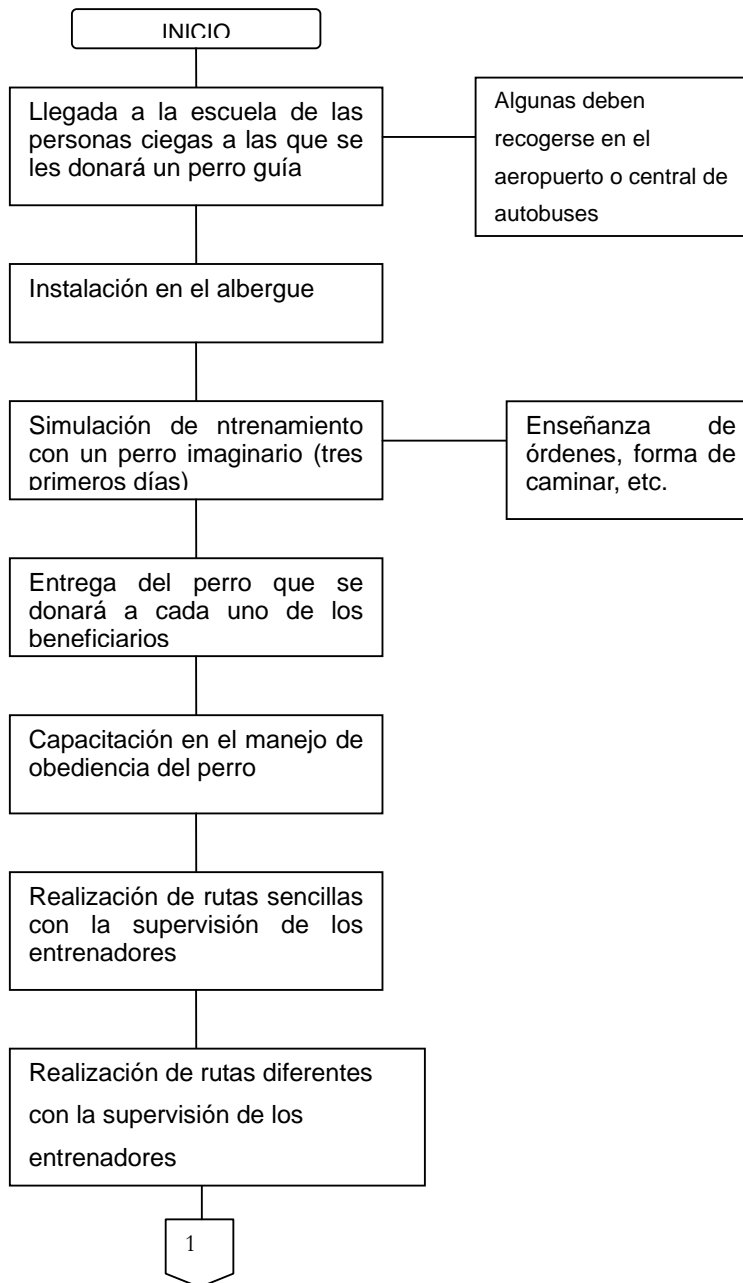 INICIO
Llegada a la escuela de las
personas ciegas a las que se
les donará un perro guía
Algunas deben
recogerse en el
aeropuerto o central de
autobuses
Instalación en el albergue
Simulación de ntrenamiento
con un perro imaginario (tres
primeros días)
Enseñanza de
órdenes, forma de
caminar, etc.
Entrega del perro que se
donará a cada uno de los
beneficiarios
Capacitación en el manejo de
obediencia del perro
Realización de rutas sencillas
con la supervisión de los
entrenadores
Realización de rutas diferentes
con la supervisión de los
entrenadores
1